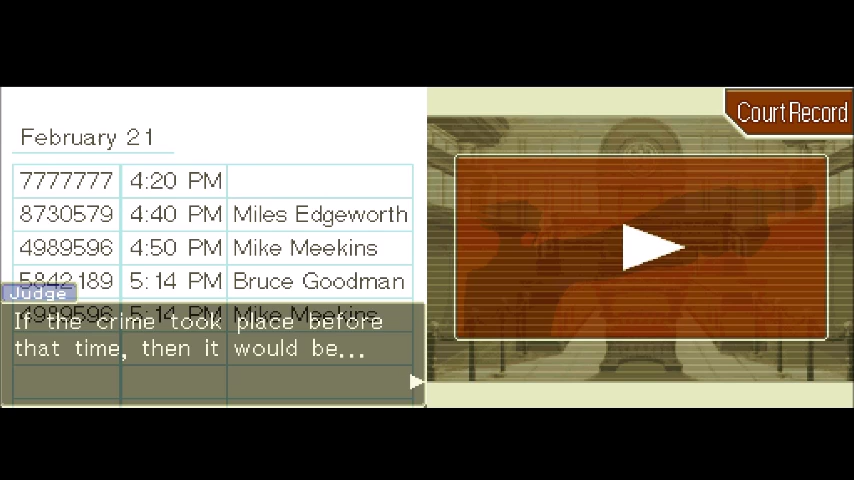 February 21
7777777 4:20 PM
8730579 4:40 PM Miles Edgeworth
4989596 4:50 PM Mike Meekins
5842189 5:14 PM Bruce Goodman
4989596 5:14 PM Mike Meekins
Judge
If the crime took place before
that time, then it would be...
Court Record